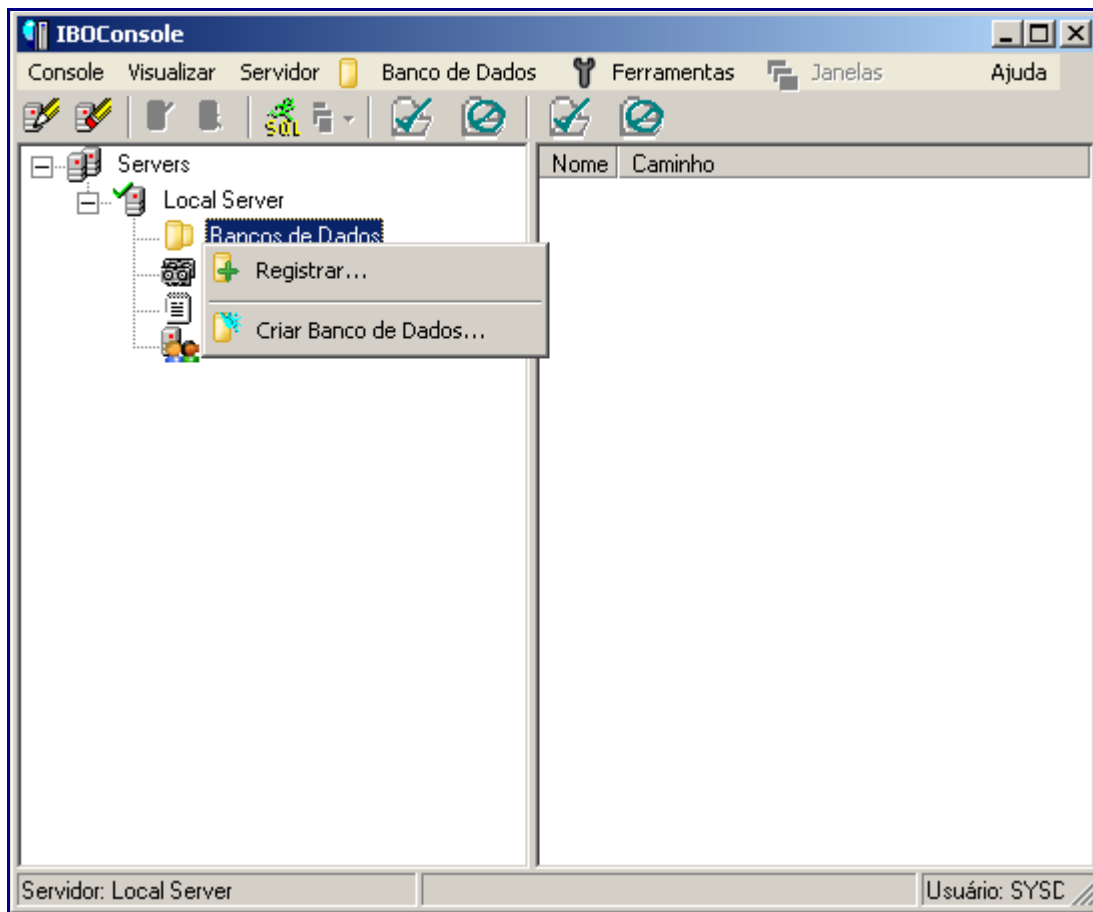 IBOConsole
Console Visualizar Servidor Banco de Dados Ferramentas Janelas Ajuda
SQL
Servers
Local Server
Bancos de Dados
Registrar...
Criar Banco de Dados...
Nome Caminho
Servidor: Local Server
Usuário: SYSD